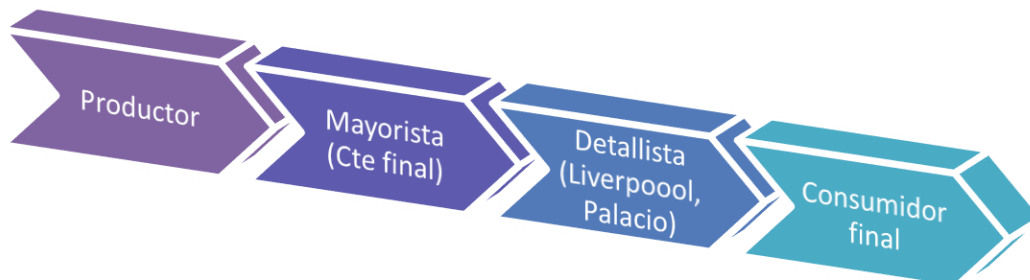 Productor
Mayorista
(Cte final)
Detallista
(Liverpoool,
Palacio)
Consumidor
final